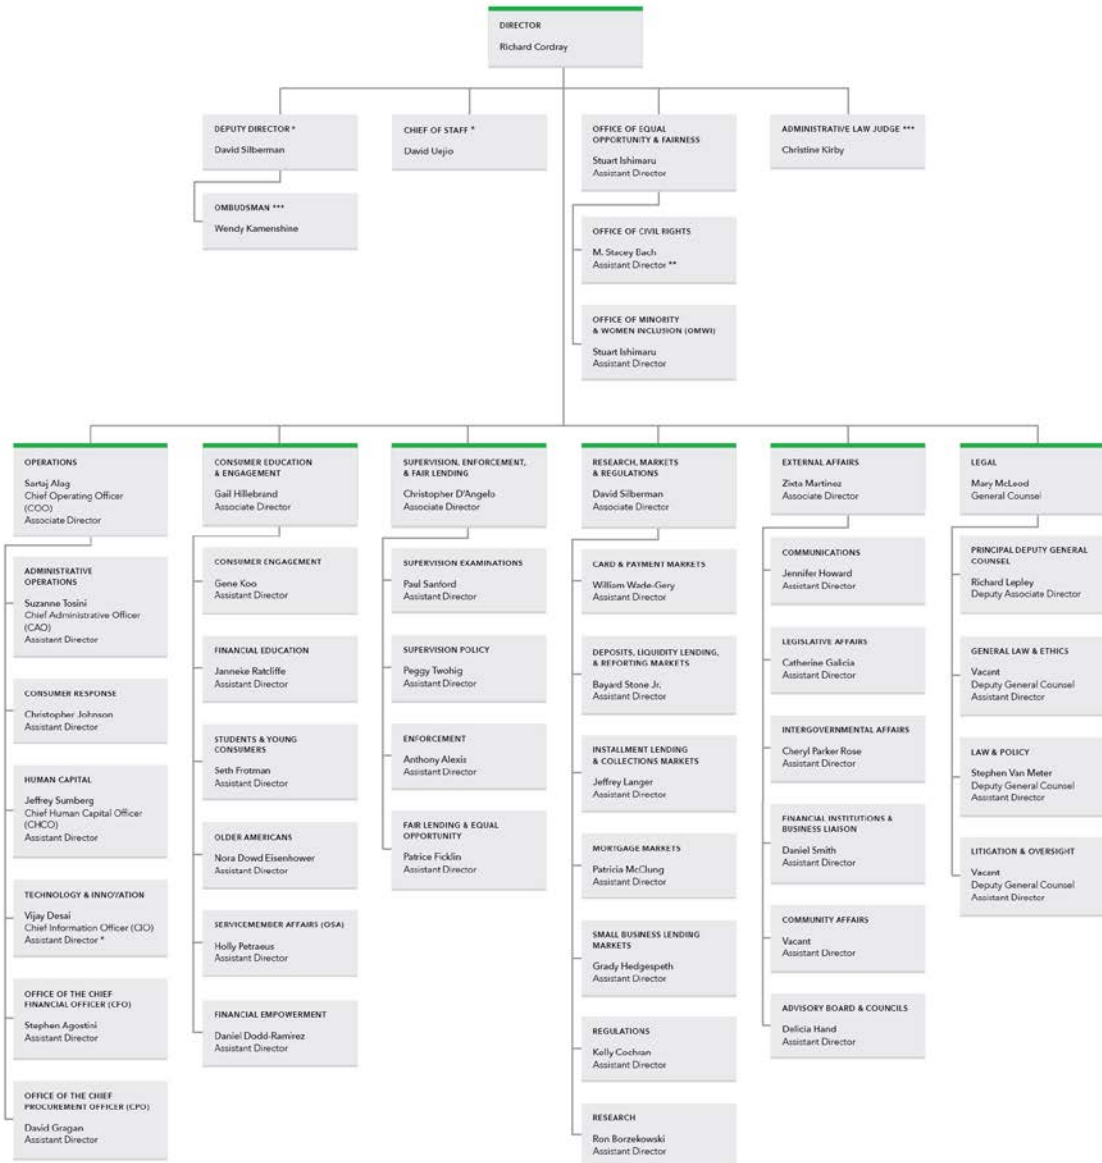 DIRECTOR
Richard Cordray
DEPUTY DIRECTOR *
David Silberman
OMBUDSMAN ***
Wendy Kamenshine
CHIEF OF STAFF *
David Uejio
OFFICE OF EQUAL
OPPORTUNITY & FAIRNESS
Stuart Ishimaru
Assistant Director
OFFICE OF CIVIL RIGHTS
M. Stacey Bach
Assistant Director **
OFFICE OF MINORITY
& WOMEN INCLUSION (OMWI)
Stuart Ishimaru
Assistant Director
ADMINISTRATIVE LAW JUDGE ***
Christine Kirby
OPERATIONS
Sartaj Alag
Chief Operating Officer
(COO)
Associate Director
ADMINISTRATIVE
OPERATIONS
Suzanne Tosini
Chief Administrative Officer
(CAO)
Assistant Director
CONSUMER RESPONSE
Christopher Johnson
Assistant Director
HUMAN CAPITAL
Jeffrey Sumberg
Chief Human Capital Officer
(CHCO)
Assistant Director
TECHNOLOGY & INNOVATION
Vijay Desai
Chief Information Officer (CIO)
Assistant Director *
OFFICE OF THE CHIEF
FINANCIAL OFFICER (CFO)
Stephen Agostini
Assistant Director
OFFICE OF THE CHIEF
PROCUREMENT OFFICER (CPO)
David Gragan
Assistant Director
CONSUMER EDUCATION
& ENGAGEMENT
Gail Hillebrand
Associate Director
CONSUMER ENGAGEMENT
Gene Koo
Assistant Director
FINANCIAL EDUCATION
Janneke Ratcliffe
Assistant Director
STUDENTS & YOUNG
CONSUMERS
Seth Frotman
Assistant Director
OLDER AMERICANS
Nora Dowd Eisenhower
Assistant Director
SERVICEMEMBER AFFAIRS (OSA)
Holly Petraeus
Assistant Director
FINANCIAL EMPOWERMENT
Daniel Dodd-Ramirez
Assistant Director
SUPERVISION, ENFORCEMENT,
& FAIR LENDING
Christopher D'Angelo
Associate Director
SUPERVISION EXAMINATIONS
Paul Sanford
Assistant Director
SUPERVISION POLICY
Peggy Twohig
Assistant Director
ENFORCEMENT
Anthony Alexis
Assistant Director
FAIR LENDING & EQUAL
OPPORTUNITY
Patrice Ficklin
Assistant Director
RESEARCH, MARKETS
& REGULATIONS
David Silberman
Associate Director
CARD & PAYMENT MARKETS
William Wade-Gery
Assistant Director
DEPOSITS, LIQUIDITY LENDING,
& REPORTING MARKETS
Bayard Stone Jr.
Assistant Director
INSTALLMENT LENDING
& COLLECTIONS MARKETS
Jeffrey Langer
Assistant Director
MORTGAGE MARKETS
Patricia McClung
Assistant Director
SMALL BUSINESS LENDING
MARKETS
Grady Hedgespeth
Assistant Director
REGULATIONS
Kelly Cochran
Assistant Director
RESEARCH
Ron Borzekowski
Assistant Director
EXTERNAL AFFAIRS
Zixta Martinez
Associate Director
COMMUNICATIONS
Jennifer Howard
Assistant Director
LEGISLATIVE AFFAIRS
Catherine Galicia
Assistant Director
INTERGOVERNMENTAL AFFAIRS
Cheryl Parker Rose
Assistant Director
FINANCIAL INSTITUTIONS &
BUSINESS LIAISON
Daniel Smith
Assistant Director
COMMUNITY AFFAIRS
Vacant
Assistant Director
ADVISORY BOARD & COUNCILS
Delicia Hand
Assistant Director
LEGAL
Mary McLeod
General Counsel
PRINCIPAL DEPUTY GENERAL
COUNSEL
Richard Lepley
Deputy Associate Director
GENERAL LAW & ETHICS
Vacant
Deputy General Counsel
Assistant Director
LAW & POLICY
Stephen Van Meter
Deputy General Counsel
Assistant Director
LITIGATION & OVERSIGHT
Vacant
Deputy General Counsel
Assistant Director